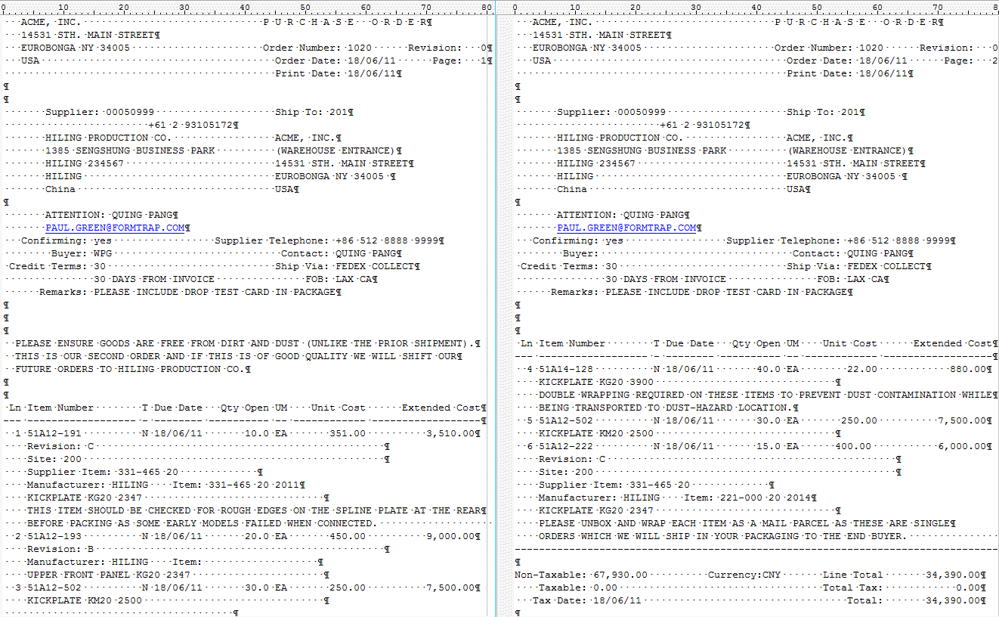 0 10 20 30 40 50 60 70 80
ACME, INC. P U R C H A S E O R D E R
14531 STH. MAIN STREET
EUROBONGA NY 34005 Order Number: 1020 Revision: 0
USA Order Date: 18/06/11 Page: 1
Print Date: 18/06/11
Supplier: 00050999 Ship To: 201
+61 2 93105172
HILING PRODUCTION CO. ACME, INC.
1385 SENGSHUNG BUSINESS PARK (WAREHOUSE ENTRANCE)
HILING 234567 14531 STH. MAIN STREET
HILING EUROBONGA NY 34005
China USA
ATTENTION: QUING PANG
PAUL.GREEN@FORMTRAP.COM
Confirming: yes Supplier Telephone: +86 512 8888 9999
Buyer: WPG Contact: QUING PANG
Credit Terms: 30 Ship Via: FEDEX COLLECT
30 DAYS FROM INVOICE FOB: LAX CA
Remarks: PLEASE INCLUDE DROP TEST CARD IN PACKAGE
PLEASE ENSURE GOODS ARE FREE FROM DIRT AND DUST (UNLIKE THE PRIOR SHIPMENT).
THIS IS OUR SECOND ORDER AND IF THIS IS OF GOOD QUALITY WE WILL SHIFT OUR
FUTURE ORDERS TO HILING PRODUCTION CO.
Ln Item Number T Due Date Qty Open UM Unit Cost Extended Cost
1 51A12-191 N 18/06/11 10.0 EA 351.00 3,510.00
Revision: C
Site: 200
Supplier Item: 331-465 20
Manufacturer: HILING Item: 331-465 20 2011
KICKPLATE KG20 2347
THIS ITEM SHOULD BE CHECKED FOR ROUGH EDGES ON THE SPLINE PLATE AT THE REAR
BEFORE PACKING AS SOME EARLY MODELS FAILED WHEN CONNECTED.
2 51A12-193 N 18/06/11 20.0 EA 450.00 9,000.00
Revision: B
Manufacturer: HILING Item:
UPPER FRONT PANEL KG20 2347
3 51A12-502 N 18/06/11 30.0 EA 250.00 7,500.00
KICKPLATE KM20 2500
0 10 20 30 40 50 60 70 8
ACME, INC. P U R C H A S E O R D E R
14531 STH. MAIN STREET
EUROBONGA NY 34005 Order Number: 1020 Revision: 0
USA Order Date: 18/06/11 Page: 2
Print Date: 18/06/11
Supplier: 00050999 Ship To: 201
+61 2 93105172
HILING PRODUCTION CO. ACME, INC.
1385 SENGSHUNG BUSINESS PARK (WAREHOUSE ENTRANCE)
HILING 234567 14531 STH. MAIN STREET
HILING EUROBONGA NY 34005
China USA
ATTENTION: QUING PANG
PAUL.GREEN@FORMTRAP.COM
Confirming: yes Supplier Telephone: +86 512 8888 9999
Buyer: Contact: QUING PANG
Credit Terms: 30 Ship Via: FEDEX COLLECT
30 DAYS FROM INVOICE FOB: LAX CA
Remarks: PLEASE INCLUDE DROP TEST CARD IN PACKAGE
Ln Item Number T Due Date Qty Open UM Unit Cost Extended Cost
4 51A14-128 N 18/06/11 40.0 EA 22.00 880.00
KICKPLATE KG20 3900
DOUBLE WRAPPING REQUIRED ON THESE ITEMS TO PREVENT DUST CONTAMINATION WHILE
BEING TRANSPORTED TO DUST-HAZARD LOCATION.
5 51A12-502 N 18/06/11 30.0 EA 250.00 7,500.00
KICKPLATE KM20 2500
6 51A12-222 N 18/06/11 15.0 EA 400.00 6,000.00
Revision: C
Site: 200
Supplier Item: 331-465 20
Manufacturer: HILING Item: 221-000 20 2014
KICKPLATE KG20 2347
PLEASE UNBOX AND WRAP EACH ITEM AS A MAIL PARCEL AS THESE ARE SINGLE
ORDERS WHICH WE WILL SHIP IN YOUR PACKAGING TO THE END BUYER.
Non-Taxable: 67,930.00 Currency:CNY Line Total 34,390.00
Taxable: 0.00 Total Tax: 0.00
Tax Date: 18/06/11 Total: 34,390.00